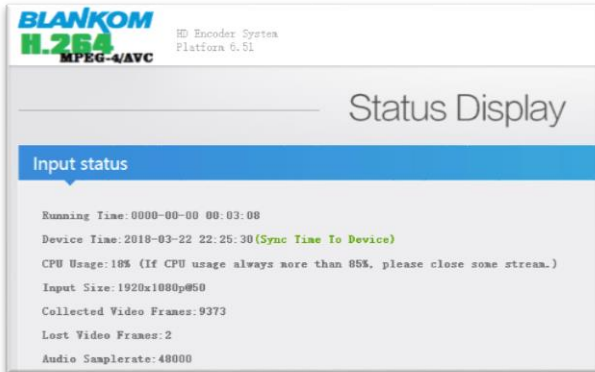 BLANKOM
H.264
MPEG-4/AVC
HD Encoder System
Platform 6.51
Status Display
Input status
Running Time:0000-00-00 00:03:08
Device Time:2018-03-22 22:25:30(Sync Time To Device)
CPU Usage:18% (If CPU usage always more than 85%, please close some stream.)
Input Size:1920x1080p@50
Collected Video Frames:9373
Lost Video Frames:2
Audio Samplerate:48000